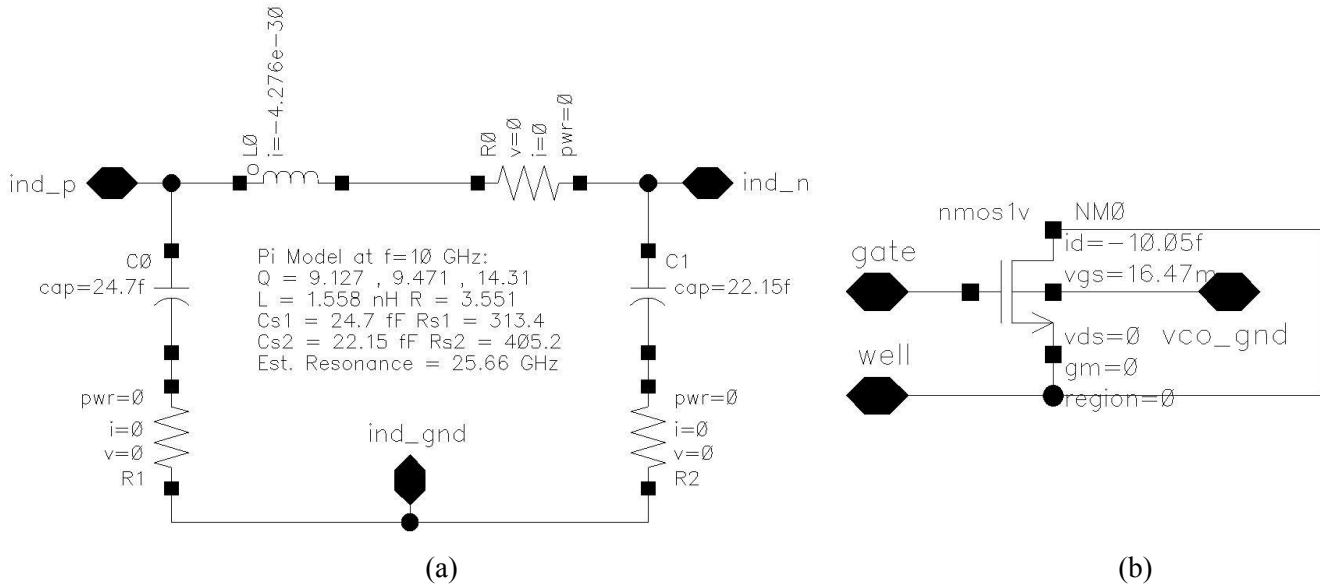 L0
i=-4.276e-30
R0
v=0
i=0
pwr=0
ind_p
ind_n
C0
cap=24.7f
Pi Model at f=10 GHz:
Q = 9.127 , 9.471 , 14.31
L = 1.558 nH R = 3.551
Cs1 = 24.7 fF Rs1 = 313.4
Cs2 = 22.15 fF Rs2 = 405.2
Est. Resonance = 25.66 GHz
C1
cap=22.15f
pwr=0
i=0
v=0
R1
ind_gnd
pwr=0
i=0
v=0
R2
(a)
nmos1v
NM0
id=-10.05f
gate
vgs=16.47m
vds=0
vco_gnd
well
gm=0
region=0
(b)